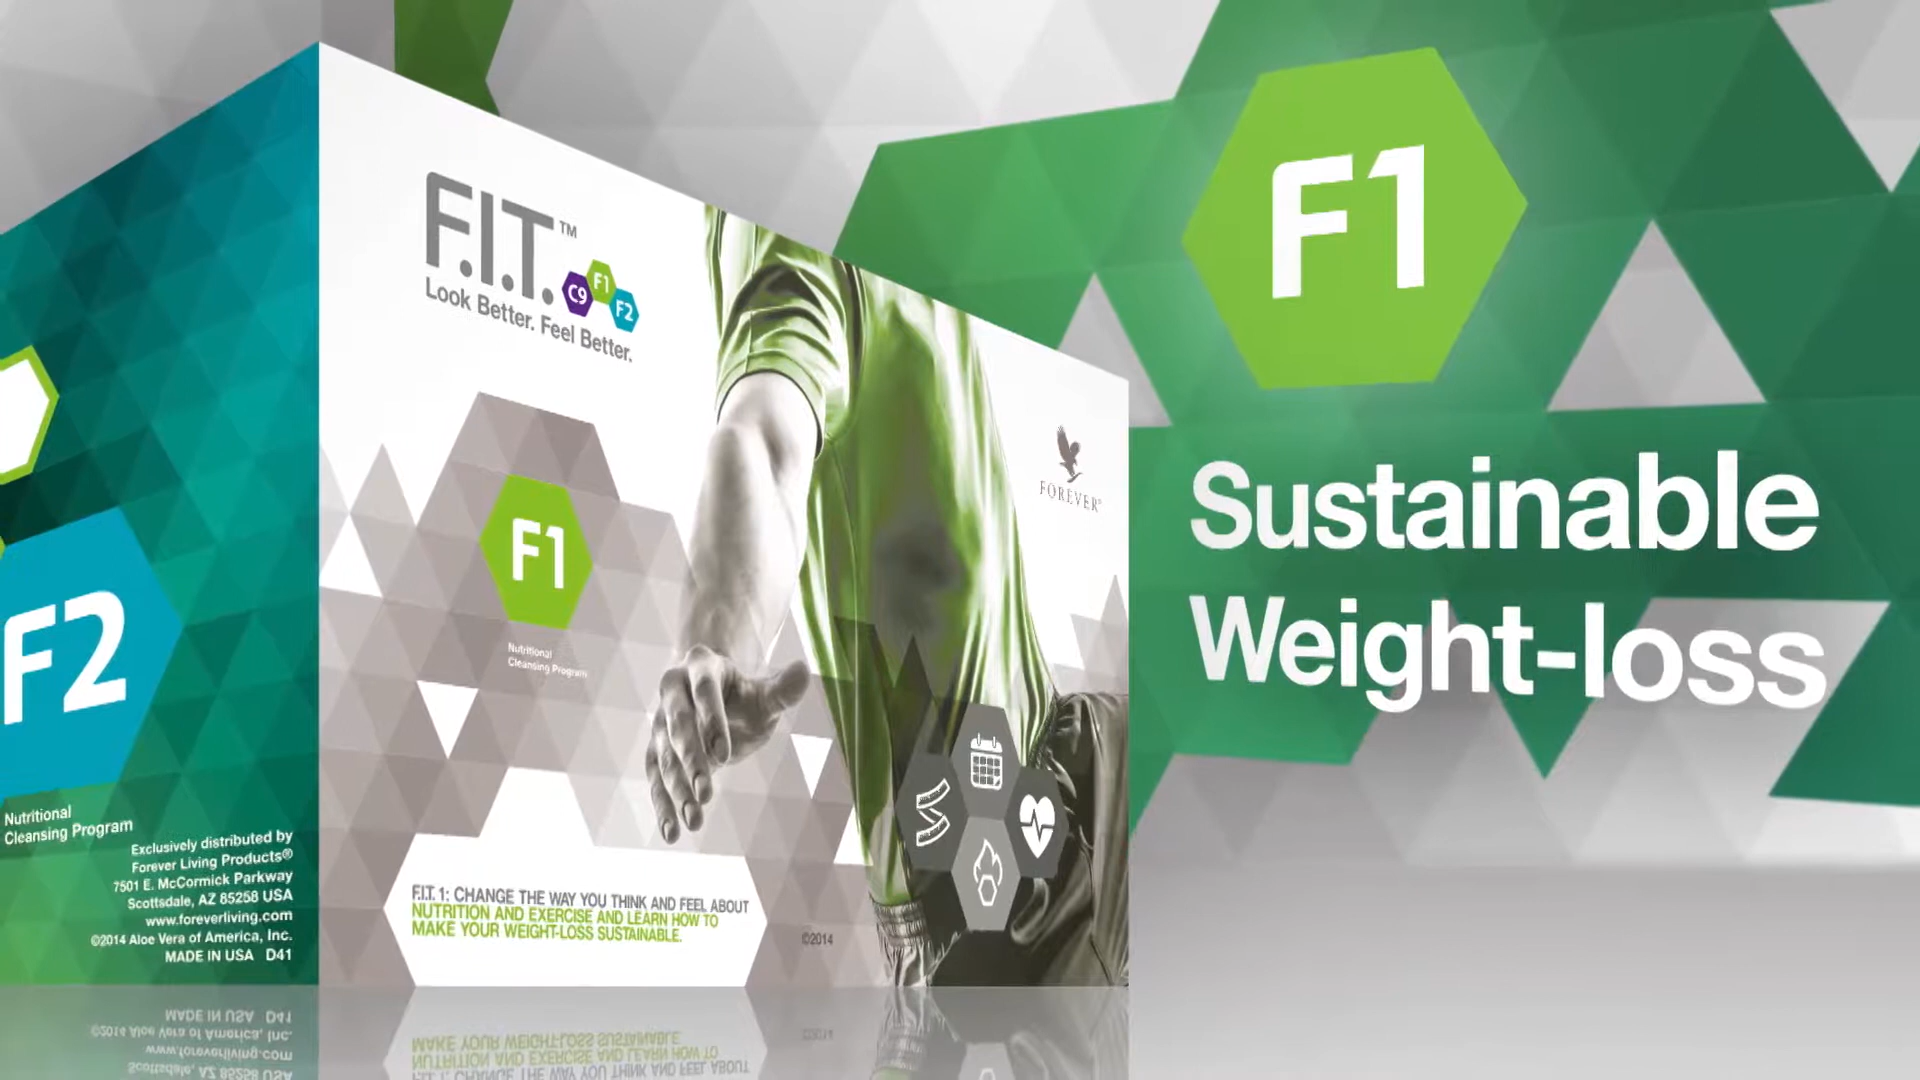 F.I.T.™
C9
F1
F2
Look Better. Feel Better.
F1
Nutritional
Cleansing Program
FOREVER®
F.I.T. 1: CHANGE THE WAY YOU THINK AND FEEL ABOUT
NUTRITION AND EXERCISE AND LEARN HOW TO
MAKE YOUR WEIGHT-LOSS SUSTAINABLE.
©2014
F2
Nutritional
Cleansing Program
Exclusively distributed by
Forever Living Products®
7501 E. McCormick Parkway
Scottsdale, AZ 85258 USA
www.foreverliving.com
©2014 Aloe Vera of America, Inc.
MADE IN USA D41
F1
Sustainable
Weight-loss